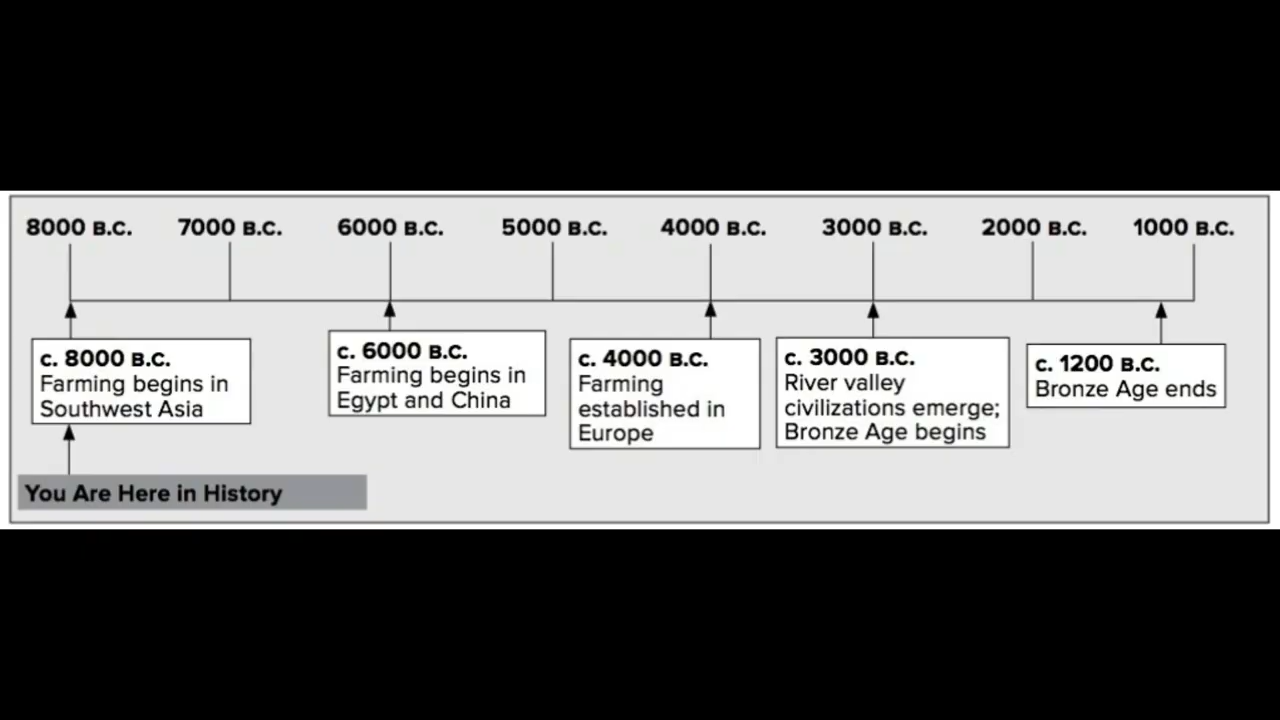 8000 B.C. 7000 B.C. 6000 B.C. 5000 B.C. 4000 B.C. 3000 B.C. 2000 B.C. 1000 B.C.
c. 8000 B.C.
Farming begins in
Southwest Asia
c. 6000 B.C.
Farming begins in
Egypt and China
c. 4000 B.C.
Farming
established in
Europe
c. 3000 B.C.
River valley
civilizations emerge;
Bronze Age begins
c. 1200 B.C.
Bronze Age ends
You Are Here in History